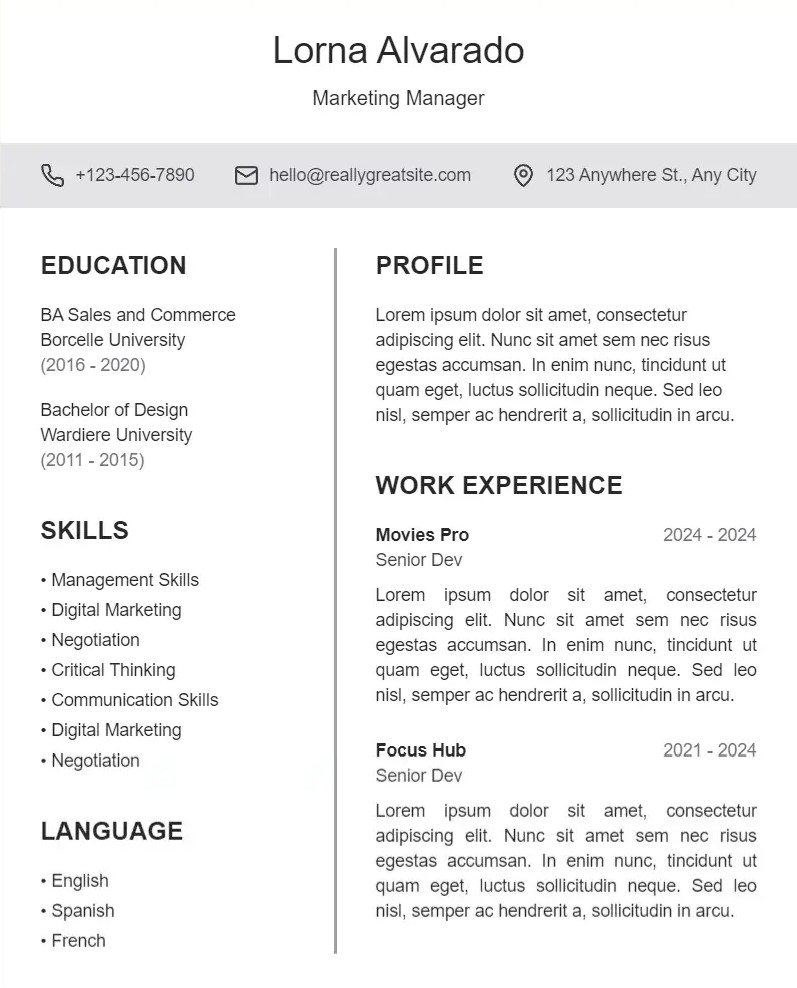 Lorna Alvarado
Marketing Manager
+123-456-7890
hello@reallygreatsite.com
123 Anywhere St., Any City
EDUCATION
BA Sales and Commerce
Borcelle University
(2016 - 2020)
Bachelor of Design
Wardiere University
(2011 - 2015)
SKILLS
• Management Skills
• Digital Marketing
• Negotiation
• Critical Thinking
• Communication Skills
• Digital Marketing
• Negotiation
LANGUAGE
• English
• Spanish
• French
PROFILE
Lorem ipsum dolor sit amet, consectetur
adipiscing elit. Nunc sit amet sem nec risus
egestas accumsan. In enim nunc, tincidunt ut
quam eget, luctus sollicitudin neque. Sed leo
nisl, semper ac hendrerit a, sollicitudin in arcu.
WORK EXPERIENCE
Movies Pro 2024 - 2024
Senior Dev
Lorem ipsum dolor sit amet, consectetur
adipiscing elit. Nunc sit amet sem nec risus
egestas accumsan. In enim nunc, tincidunt ut
quam eget, luctus sollicitudin neque. Sed leo
nisl, semper ac hendrerit a, sollicitudin in arcu.
Focus Hub 2021 - 2024
Senior Dev
Lorem ipsum dolor sit amet, consectetur
adipiscing elit. Nunc sit amet sem nec risus
egestas accumsan. In enim nunc, tincidunt ut
quam eget, luctus sollicitudin neque. Sed leo
nisl, semper ac hendrerit a, sollicitudin in arcu.